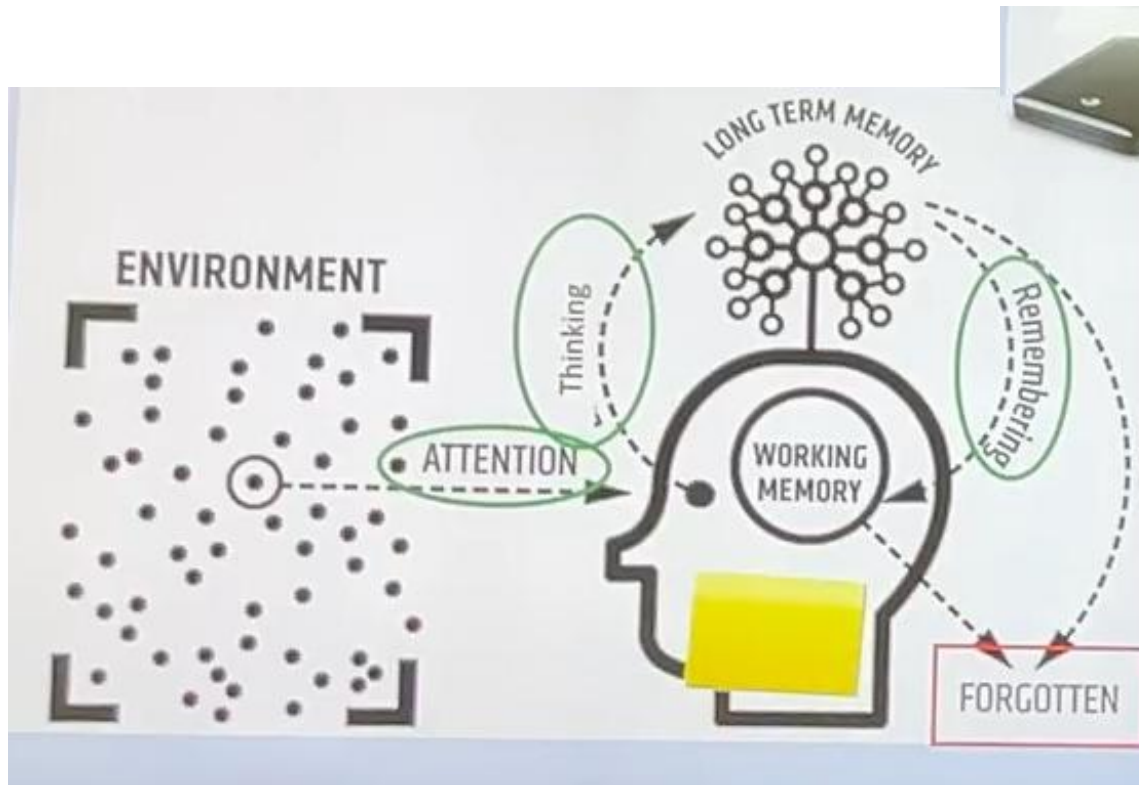 LONG TERM MEMORY
ENVIRONMENT
Thinking
Remembering
ATTENTION
WORKING
MEMORY
FORGOTTEN